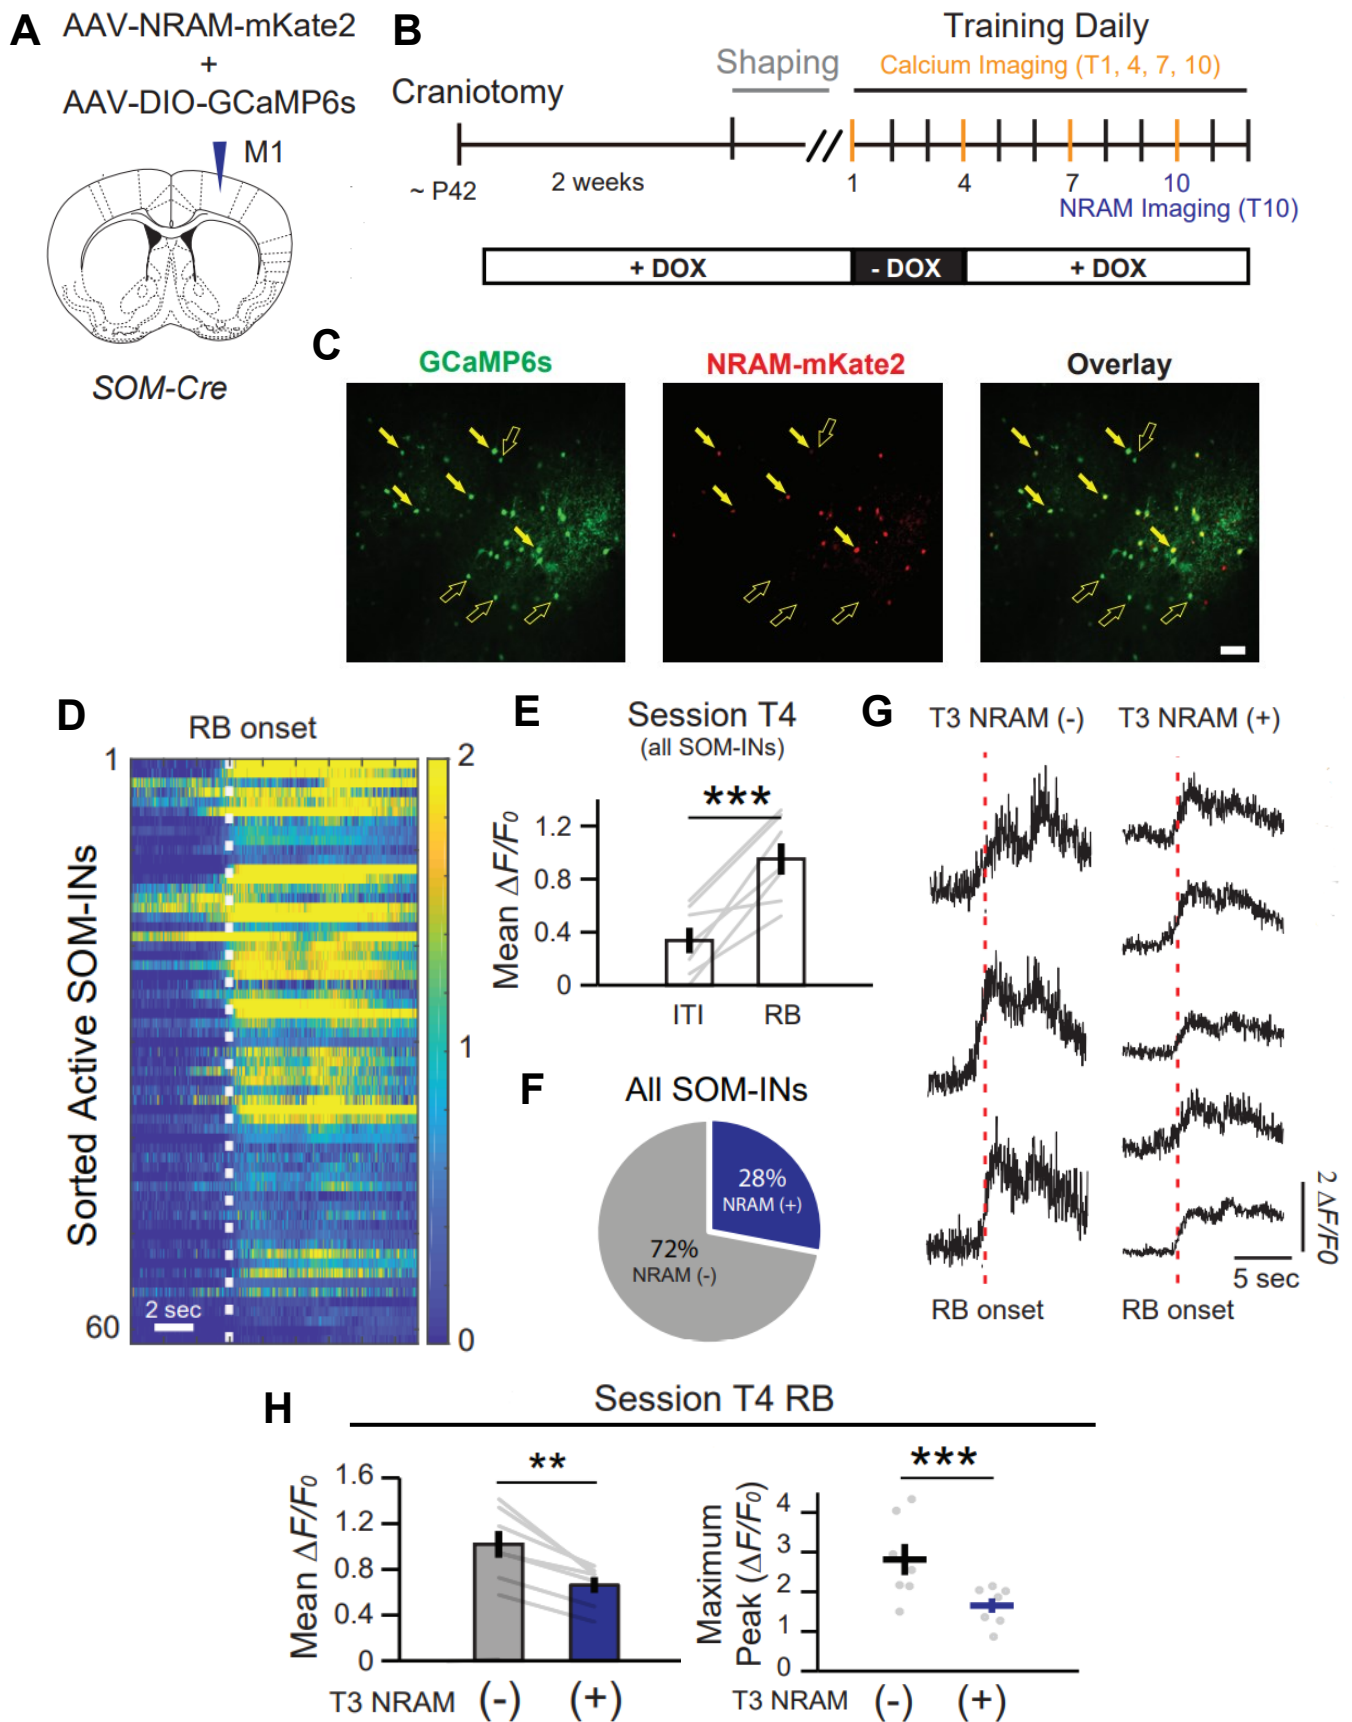 A
AAV-NRAM-mKate2
+
AAV-DIO-GCaMP6s
M1
SOM-Cre
B
Training Daily
Shaping
Calcium Imaging (T1, 4, 7, 10)
Craniotomy
~ P42
2 weeks
1
4
7
10
NRAM Imaging (T10)
+ DOX
- DOX
+ DOX
C
GCaMP6s
NRAM-mKate2
Overlay
D
RB onset
1
60
Sorted Active SOM-INs
2 sec
2
1
0
E
Session T4
(all SOM-INs)
***
Mean ΔF/F0
1.2
0.8
0.4
0
ITI
RB
F
All SOM-INs
28%
NRAM (+)
72%
NRAM (-)
G
T3 NRAM (-)
T3 NRAM (+)
2 ΔF/F0
5 sec
RB onset
RB onset
H
Session T4 RB
**
Mean ΔF/F0
1.6
1.2
0.8
0.4
0
T3 NRAM
(-)
(+)
***
Maximum
Peak (ΔF/F0)
4
3
2
1
0
T3 NRAM
(-)
(+)